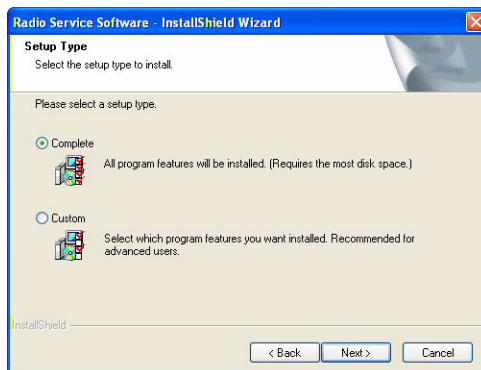 Radio Service Software - InstallShield Wizard
Setup Type
Select the setup type to install.
Please select a setup type.
Complete
All program features will be installed. (Requires the most disk space.)
Custom
Select which program features you want installed. Recommended for
advanced users.
InstallShield
< Back Next > Cancel